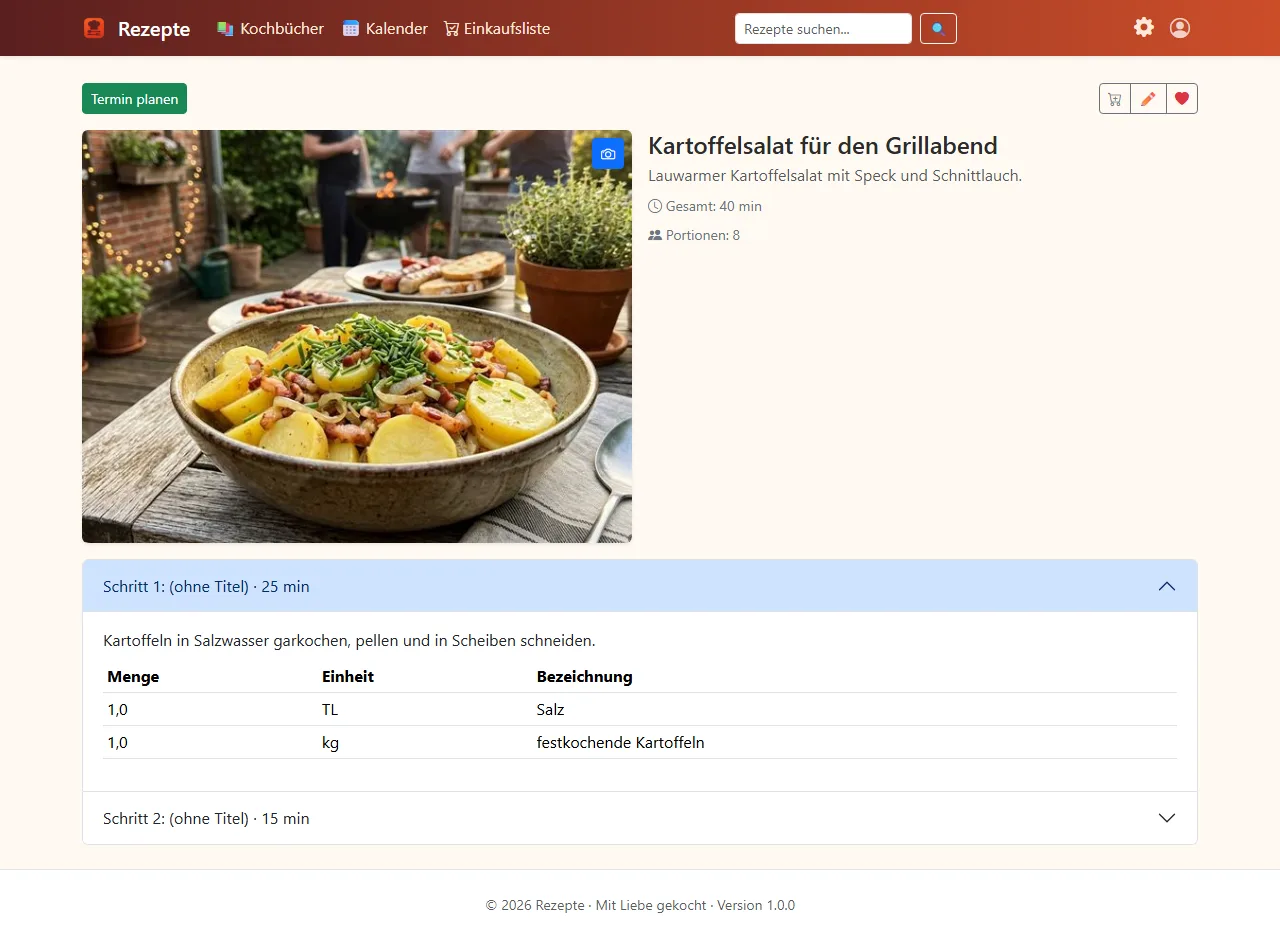 Rezepte
Kochbücher
Kalender
Einkaufsliste
Rezepte suchen...
Termin planen
Kartoffelsalat für den Grillabend
Lauwarmer Kartoffelsalat mit Speck und Schnittlauch.
Gesamt: 40 min
Portionen: 8
Schritt 1: (ohne Titel) · 25 min
Kartoffeln in Salzwasser garkochen, pellen und in Scheiben schneiden.
Menge Einheit Bezeichnung
1,0 TL Salz
1,0 kg festkochende Kartoffeln
Schritt 2: (ohne Titel) · 15 min
© 2026 Rezepte · Mit Liebe gekocht · Version 1.0.0